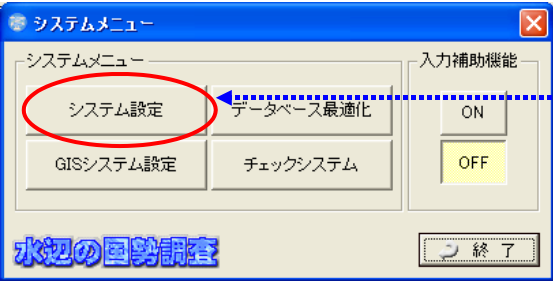 システムメニュー
システムメニュー
入力補助機能
システム設定
データベース最適化
ON
GISシステム設定
チェックシステム
OFF
水辺の国勢調査
終 了